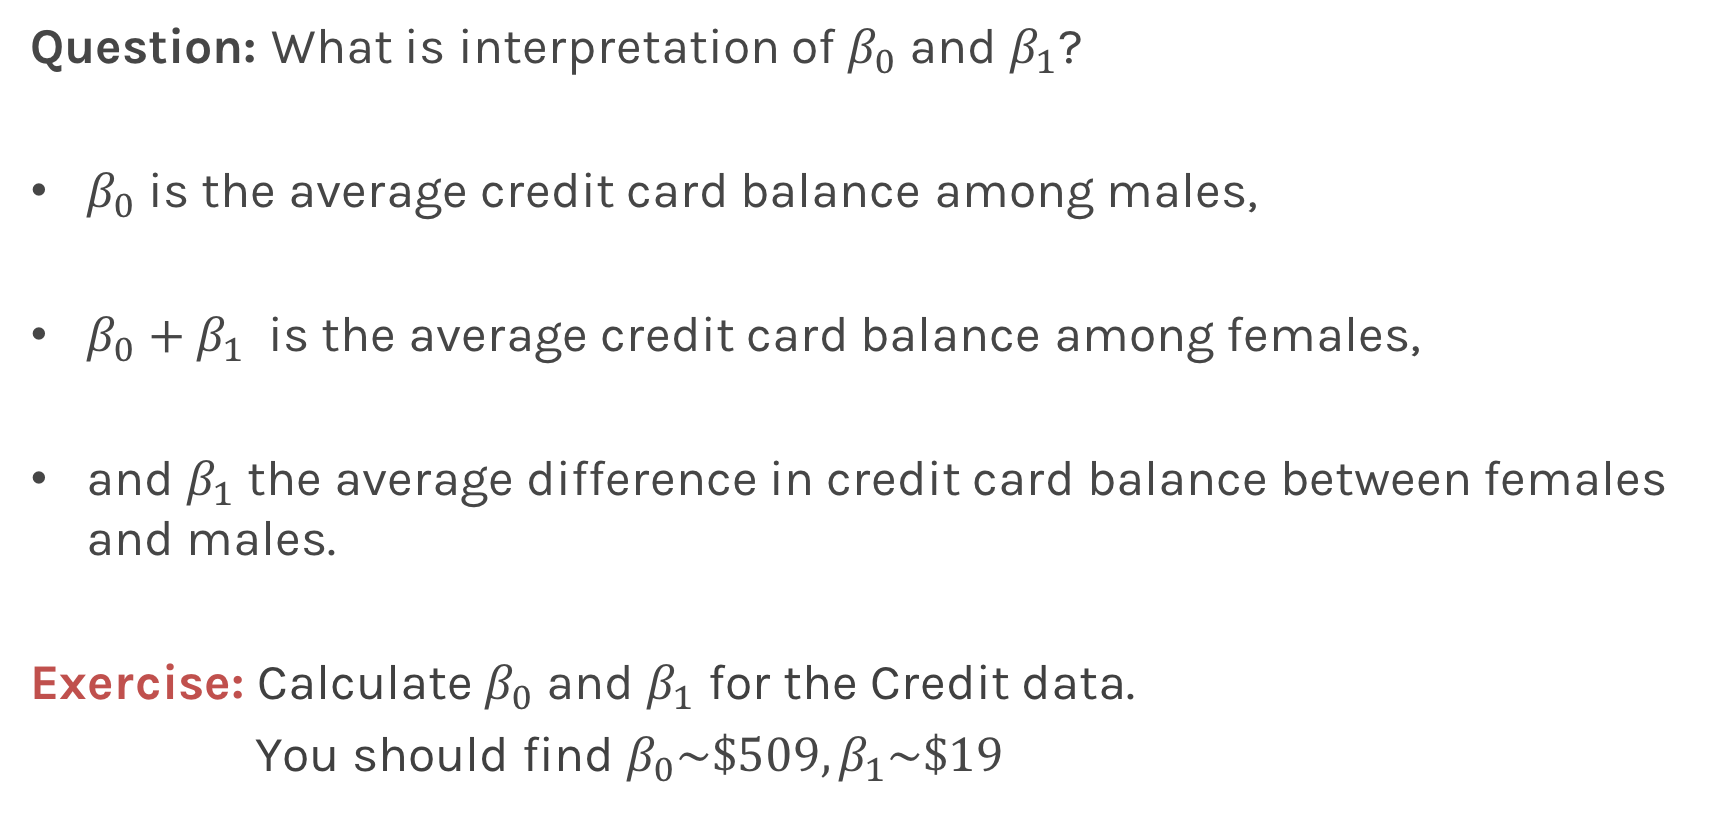 Question: What is interpretation of 𝛽₀ and 𝛽₁?
• 𝛽₀ is the average credit card balance among males,
• 𝛽₀ + 𝛽₁ is the average credit card balance among females,
• and 𝛽₁ the average difference in credit card balance between females
and males.
Exercise: Calculate 𝛽₀ and 𝛽₁ for the Credit data.
You should find 𝛽₀~$509, 𝛽₁~$19